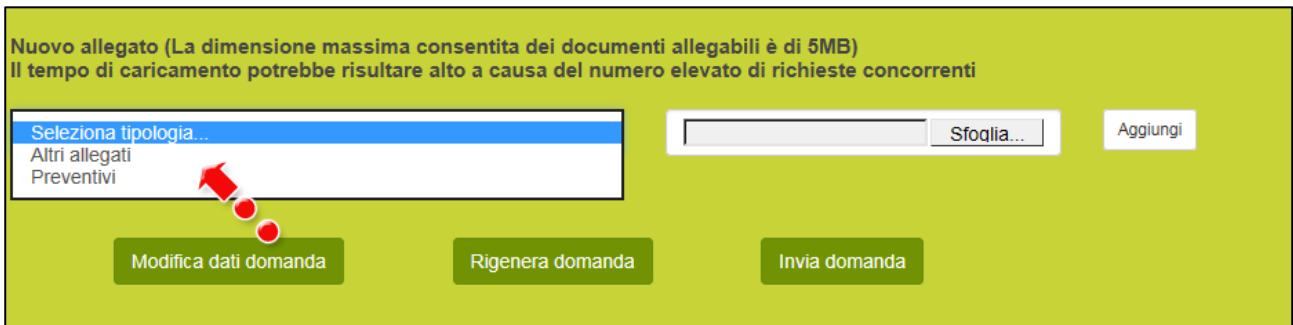 Nuovo allegato (La dimensione massima consentita dei documenti allegabili è di 5MB)
Il tempo di caricamento potrebbe risultare alto a causa del numero elevato di richieste concorrenti
Seleziona tipologia...
Sfoglia...
Aggiungi
Altri allegati
Preventivi
Modifica dati domanda
Rigenera domanda
Invia domanda